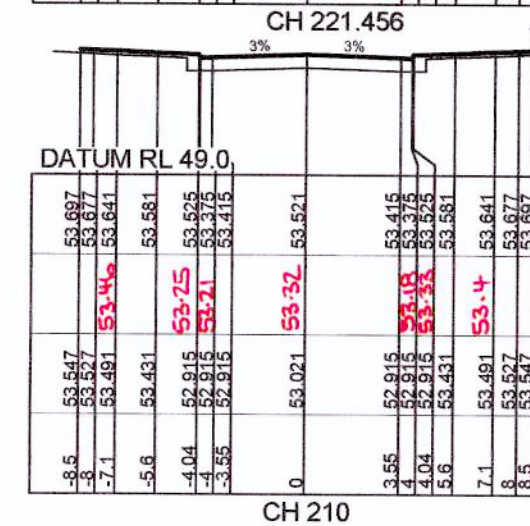 CH 221.456
3% 3%
DATUM RL 49.0
53.697 53.677 53.641 53.581 53.525 53.375 53.415 53.521 53.415 53.375 53.525 53.581 53.641 53.677 53.697
53.46 53.25 53.21 53.32 53.18 53.33 53.4
53.547 53.527 53.491 53.431 52.915 52.915 52.915 53.021 52.915 52.915 52.915 53.431 53.491 53.527 53.547
-8.5 -8 -7.1 -5.6 -4.04 -4 -3.55 0 3.55 4 4.04 5.6 7.1 8 8.5
CH 210